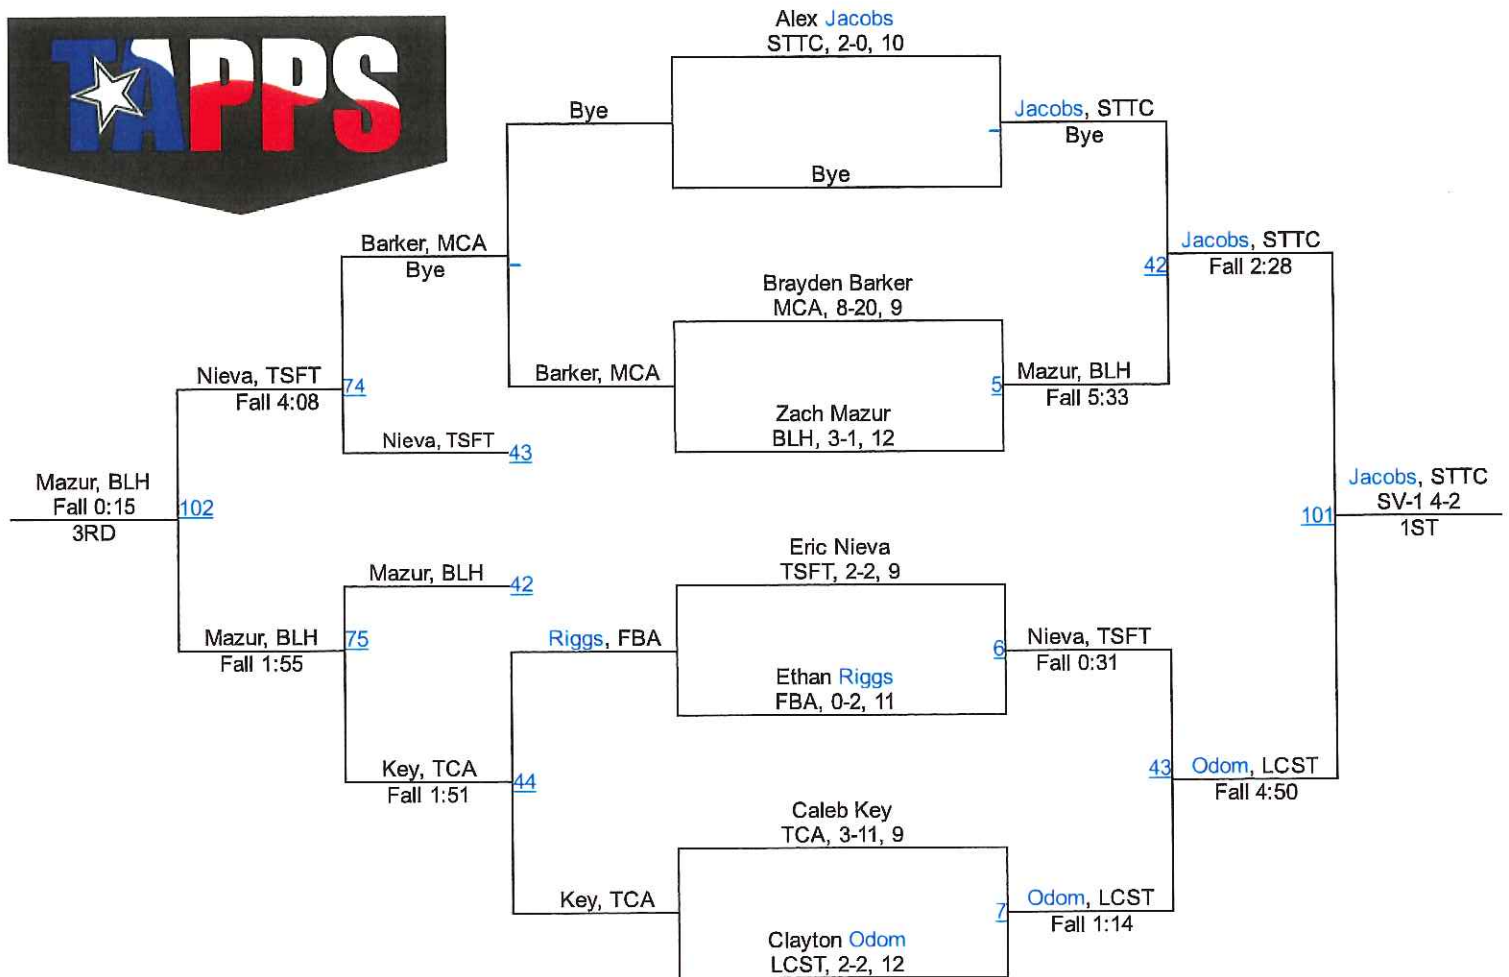 TAPPS
Alex Jacobs
STTC, 2-0, 10
Bye
Jacobs, STTC
Bye
Bye
Barker, MCA
Bye
Jacobs, STTC
Fall 2:28
42
Brayden Barker
MCA, 8-20, 9
Nieva, TSFT
Fall 4:08
74
Barker, MCA
5
Mazur, BLH
Fall 5:33
Zach Mazur
BLH, 3-1, 12
Nieva, TSFT
43
Mazur, BLH
Fall 0:15
3RD
102
Jacobs, STTC
SV-1 4-2
1ST
101
Eric Nieva
TSFT, 2-2, 9
Mazur, BLH
42
Mazur, BLH
Fall 1:55
75
Riggs, FBA
6
Nieva, TSFT
Fall 0:31
Ethan Riggs
FBA, 0-2, 11
Key, TCA
Fall 1:51
44
43
Odom, LCST
Fall 4:50
Caleb Key
TCA, 3-11, 9
Key, TCA
7
Odom, LCST
Fall 1:14
Clayton Odom
LCST, 2-2, 12